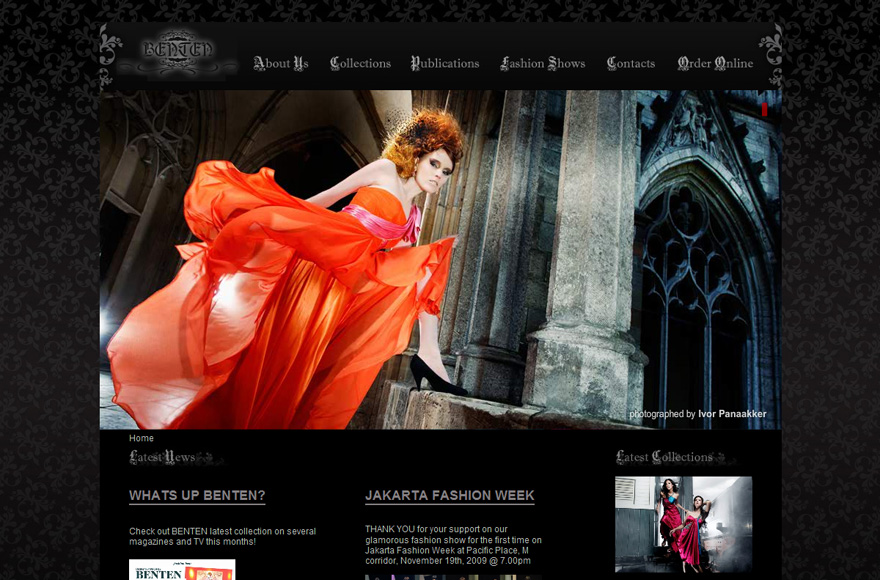 BENTEN
About Us Collections Publications Fashion Shows Contacts Order Online
photographed by Ivor Panaakker
Home
Latest News
Latest Collections
WHATS UP BENTEN?
JAKARTA FASHION WEEK
Check out BENTEN latest collection on several
magazines and TV this months!
THANK YOU for your support on our
glamorous fashion show for the first time on
Jakarta Fashion Week at Pacific Place, M
corridor, November 19th, 2009 @ 7.00pm
BENTEN